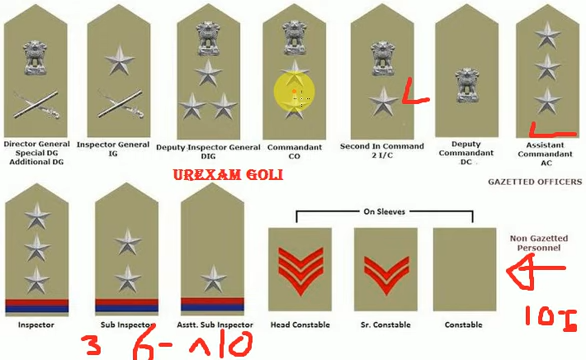 Director General
Special DG
Additional DG
Inspector General
IG
Deputy Inspector General
DIG
Commandant
CO
Second In Command
2 I/C
Deputy
Commandant
DC
Assistant
Commandant
AC
UREXAM GOLI
GAZETTED OFFICERS
On Sleeves
Non Gazetted
Personnel
Inspector
Sub Inspector
Asstt. Sub Inspector
Head Constable
Sr. Constable
Constable
3
10